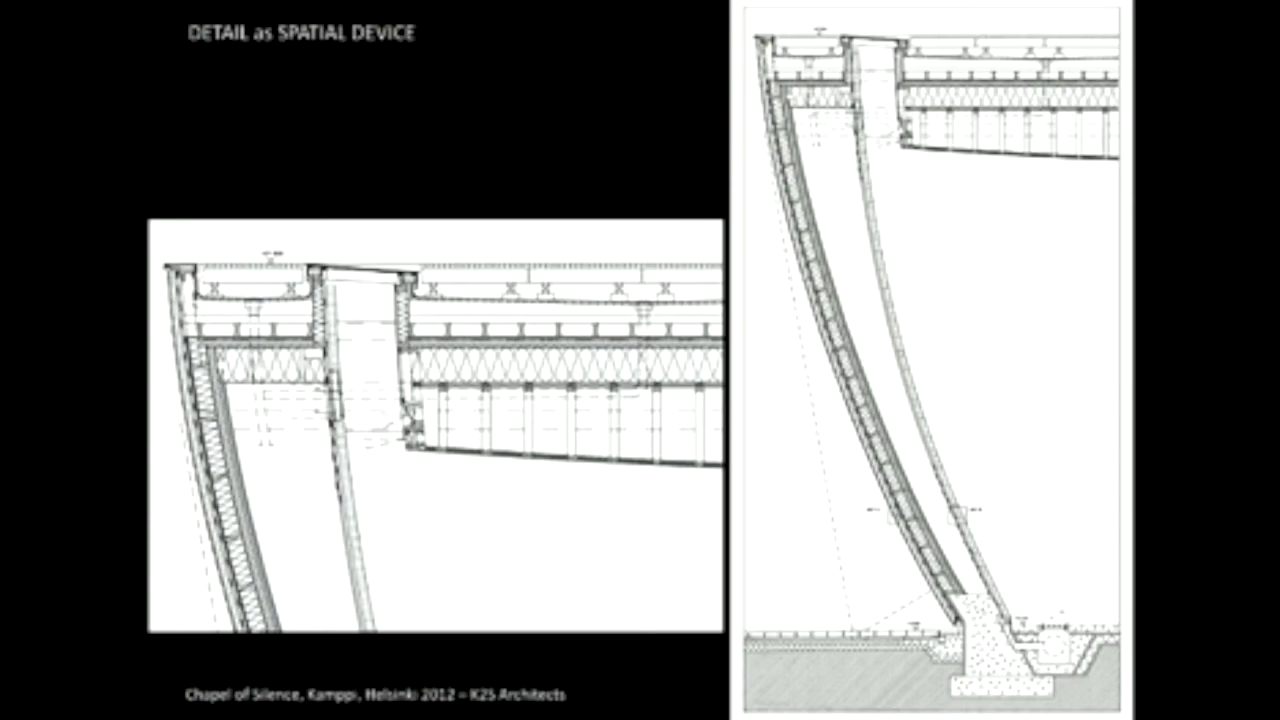 DETAIL as SPATIAL DEVICE
Chapel of Silence, Kamppi, Helsinki 2012 – K2S Architects